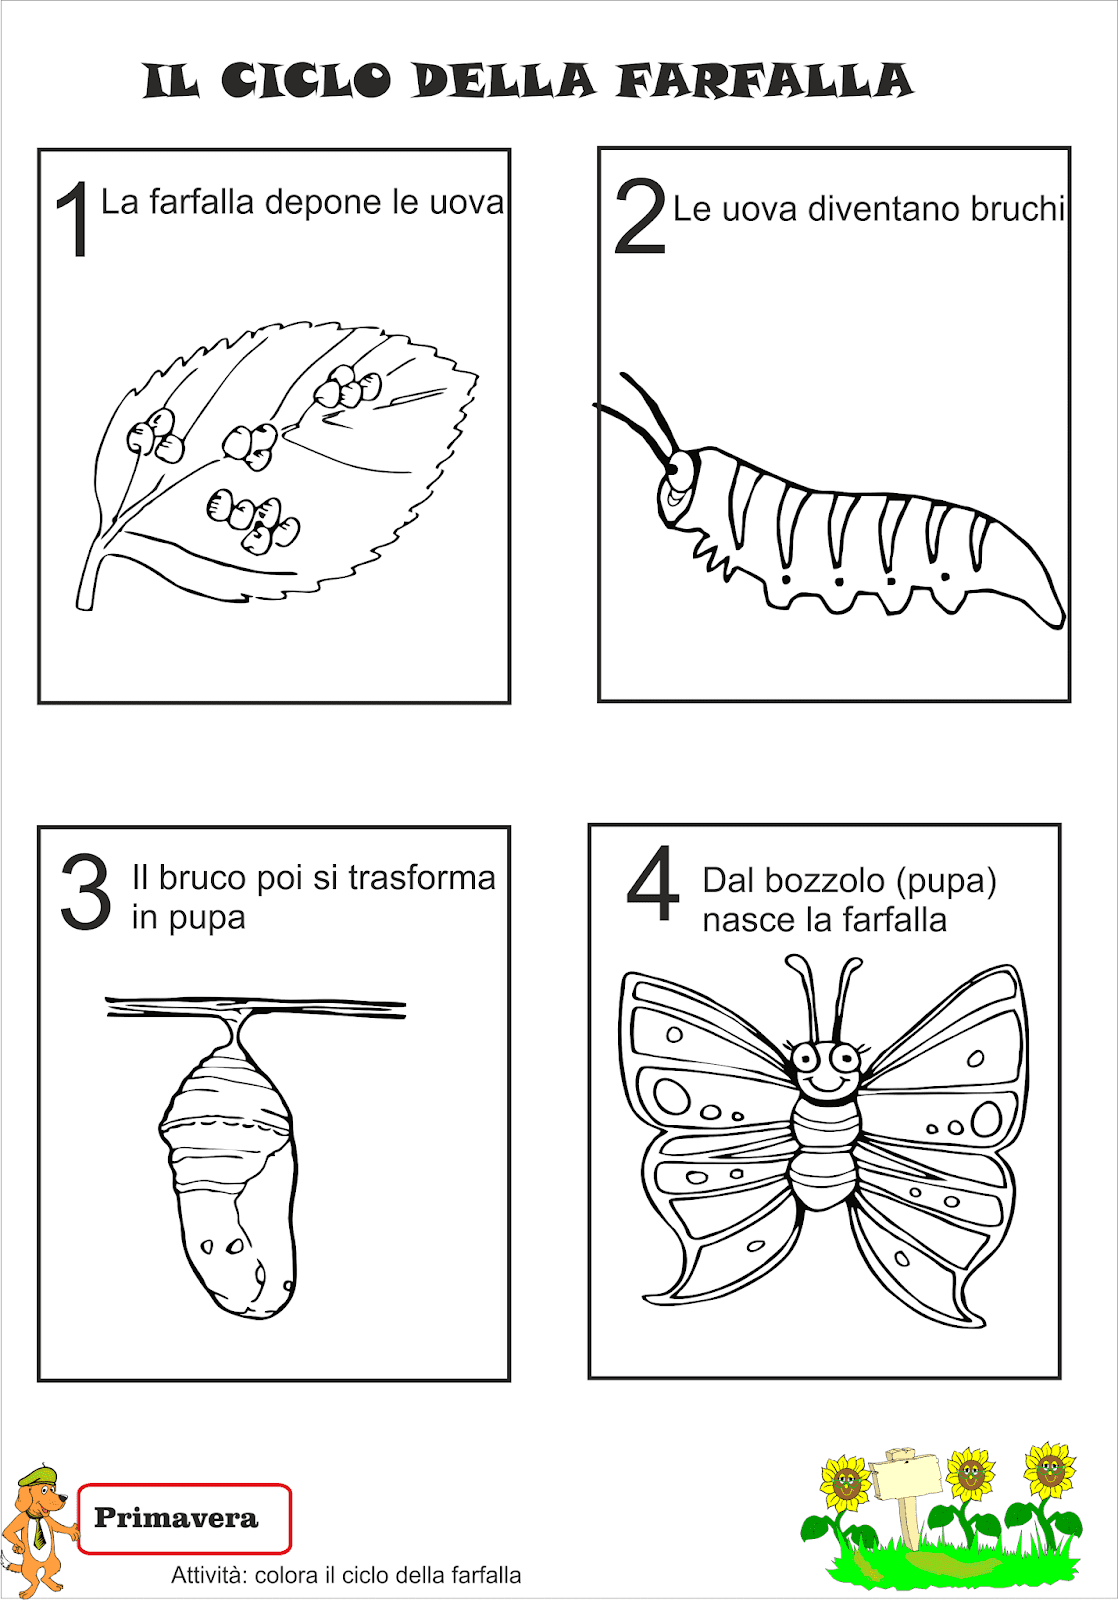 IL CICLO DELLA FARFALLA
1 La farfalla depone le uova
2 Le uova diventano bruchi
3 Il bruco poi si trasforma
in pupa
4 Dal bozzolo (pupa)
nasce la farfalla
Primavera
Attività: colora il ciclo della farfalla